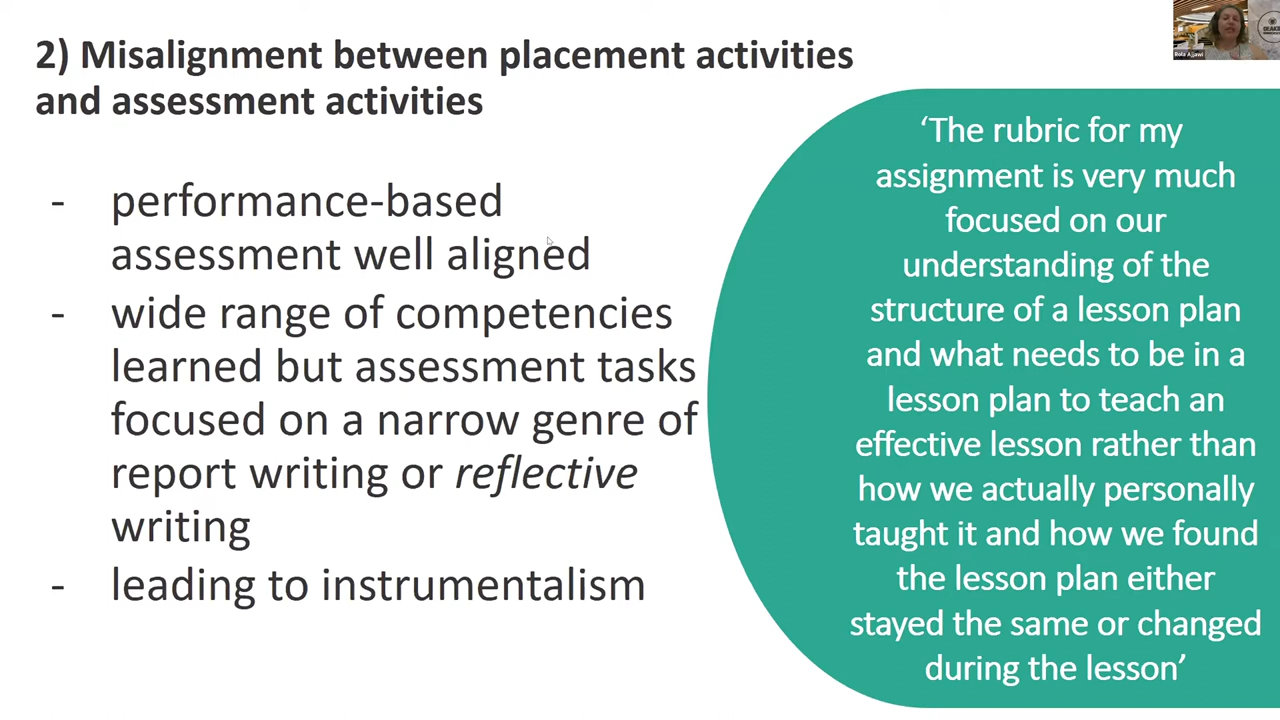 2) Misalignment between placement activities
and assessment activities
- performance-based
assessment well aligned
- wide range of competencies
learned but assessment tasks
focused on a narrow genre of
report writing or reflective
writing
- leading to instrumentalism
‘The rubric for my
assignment is very much
focused on our
understanding of the
structure of a lesson plan
and what needs to be in a
lesson plan to teach an
effective lesson rather than
how we actually personally
taught it and how we found
the lesson plan either
stayed the same or changed
during the lesson’
Rola Ajjawi